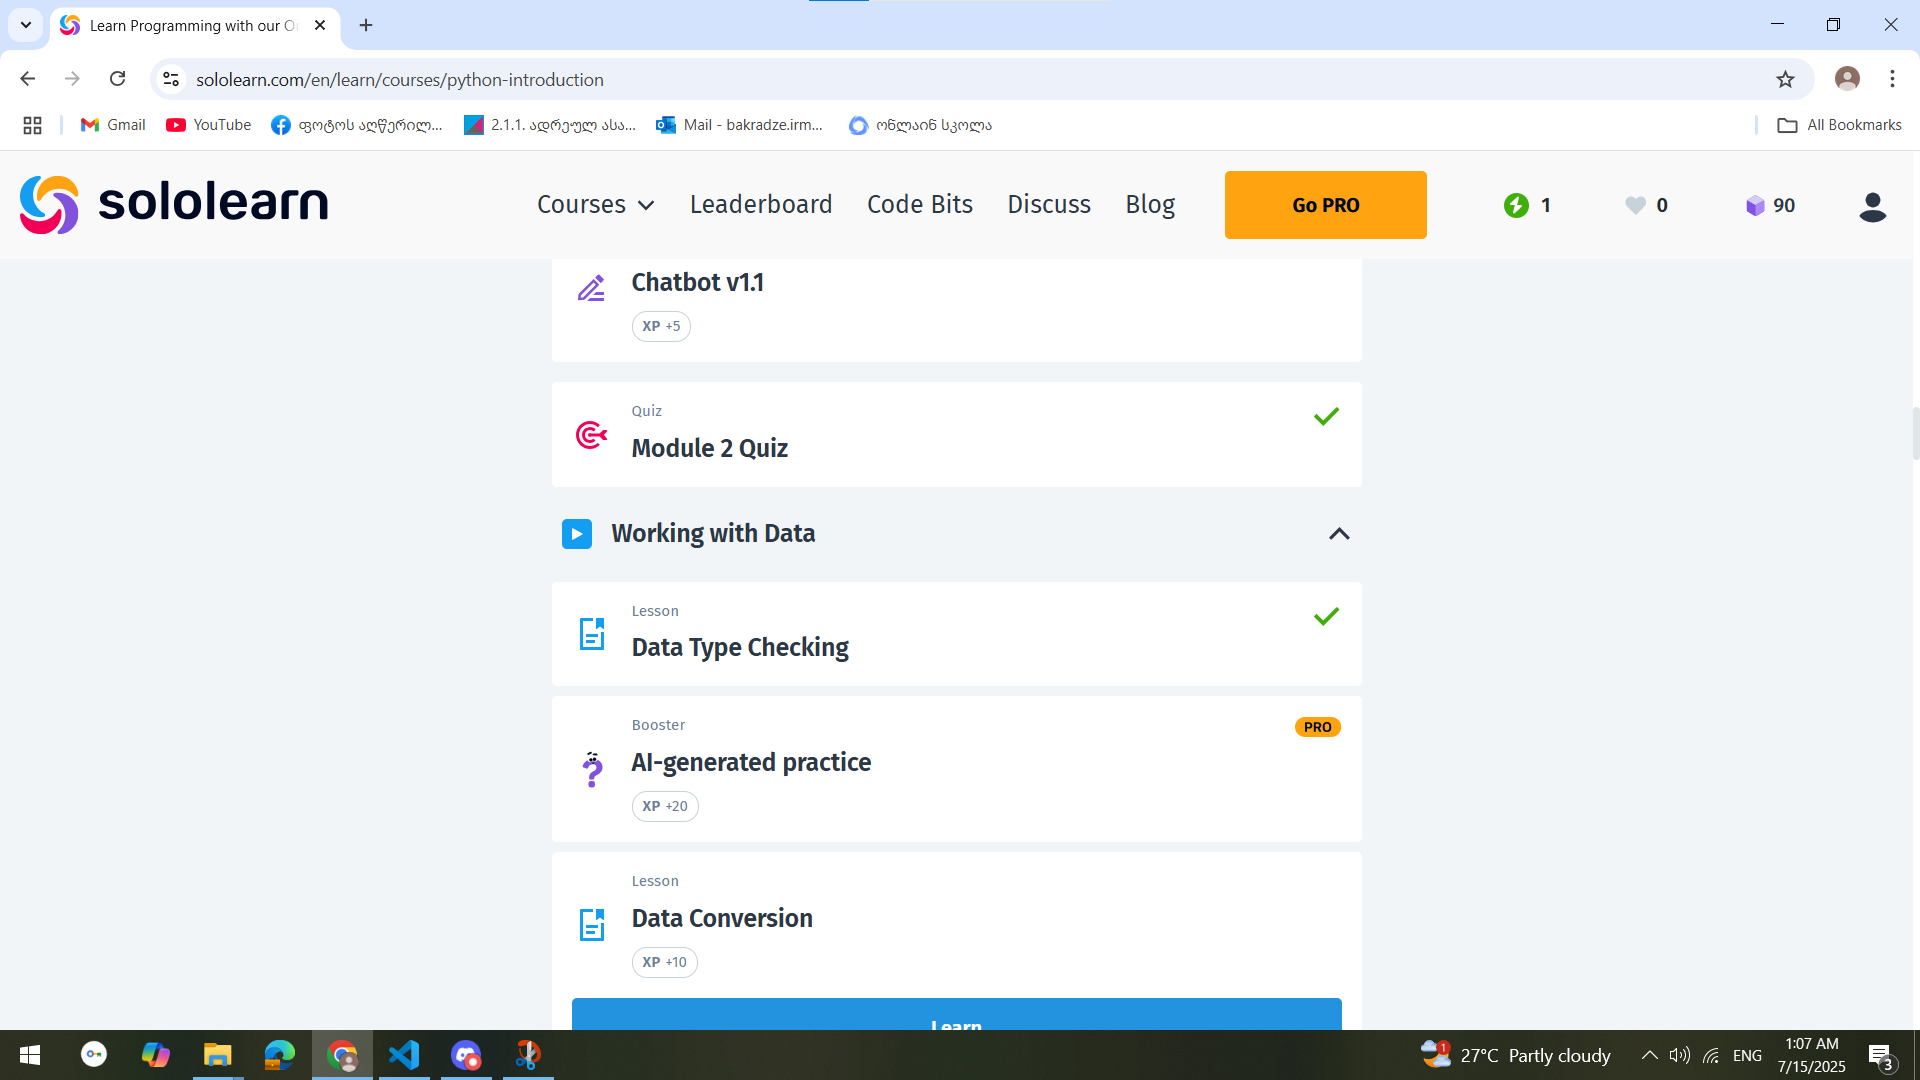 Learn Programming with our O
sololearn.com/en/learn/courses/python-introduction
Gmail
YouTube
ფოტოს აღწერილ...
2.1.1. ადრეულ ასა...
Mail - bakradze.irm...
ონლაინ სკოლა
All Bookmarks
sololearn
Courses
Leaderboard
Code Bits
Discuss
Blog
Go PRO
1
0
90
Chatbot v1.1
XP +5
Quiz
Module 2 Quiz
Working with Data
Lesson
Data Type Checking
Booster
PRO
AI-generated practice
XP +20
Lesson
Data Conversion
XP +10
Learn
1
27°C Partly cloudy
ENG
1:07 AM
7/15/2025
3